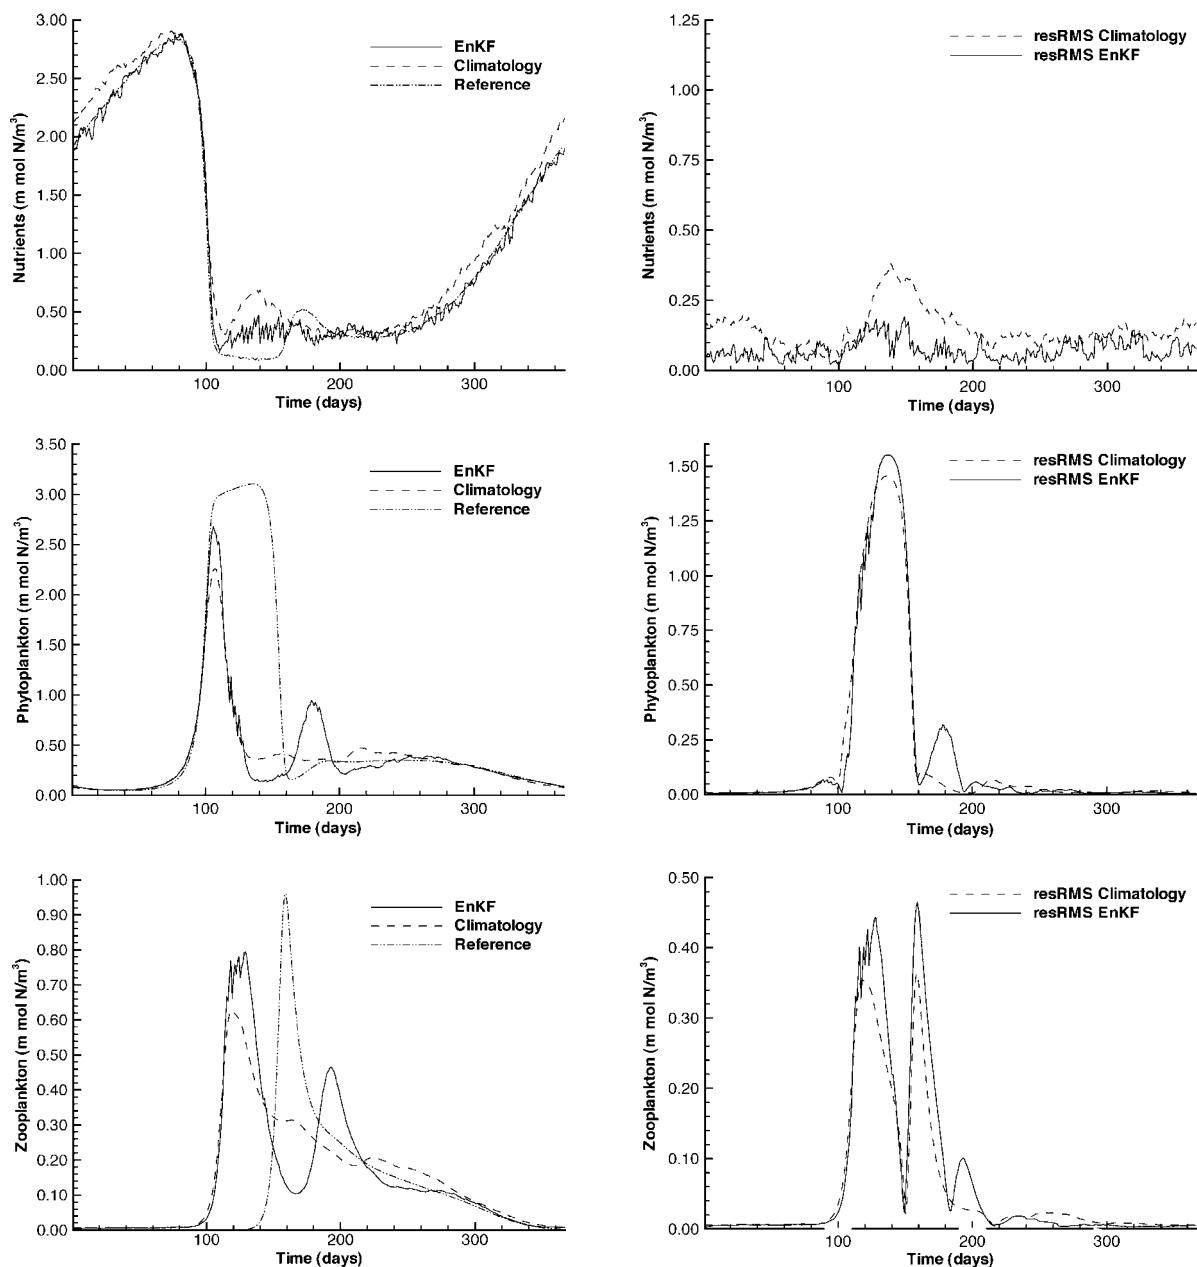 3.00
2.50
2.00
1.50
1.00
0.50
0.00
Nutrients (m mol N/m³)
EnKF
Climatology
Reference
100
200
300
Time (days)
1.25
1.00
0.75
0.50
0.25
0.00
Nutrients (m mol N/m³)
resRMS Climatology
resRMS EnKF
100
200
300
Time (days)
3.50
3.00
2.50
2.00
1.50
1.00
0.50
0.00
Phytoplankton (m mol N/m³)
EnKF
Climatology
Reference
100
200
300
Time (days)
1.50
1.25
1.00
0.75
0.50
0.25
0.00
Phytoplankton (m mol N/m³)
resRMS Climatology
resRMS EnKF
100
200
300
Time (days)
1.00
0.90
0.80
0.70
0.60
0.50
0.40
0.30
0.20
0.10
0.00
Zooplankton (m mol N/m³)
EnKF
Climatology
Reference
100
200
300
Time (days)
0.50
0.40
0.30
0.20
0.10
0.00
Zooplankton (m mol N/m³)
resRMS Climatology
resRMS EnKF
100
200
300
Time (days)